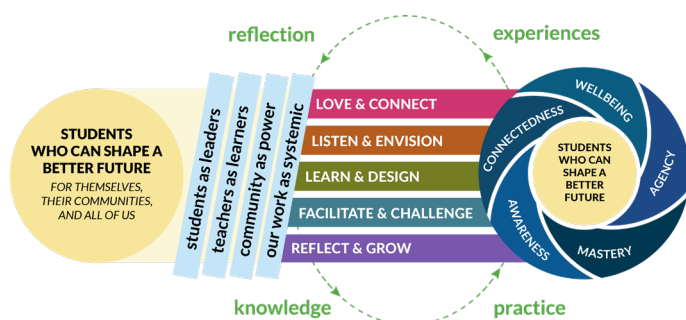 reflection
experiences
STUDENTS
WHO CAN SHAPE A
BETTER FUTURE
FOR THEMSELVES,
THEIR COMMUNITIES,
AND ALL OF US
students as leaders
teachers as learners
community as power
our work as systemic
LOVE & CONNECT
LISTEN & ENVISION
LEARN & DESIGN
FACILITATE & CHALLENGE
REFLECT & GROW
CONNECTEDNESS
WELLBEING
AGENCY
MASTERY
AWARENESS
STUDENTS
WHO CAN
SHAPE A
BETTER
FUTURE
knowledge
practice